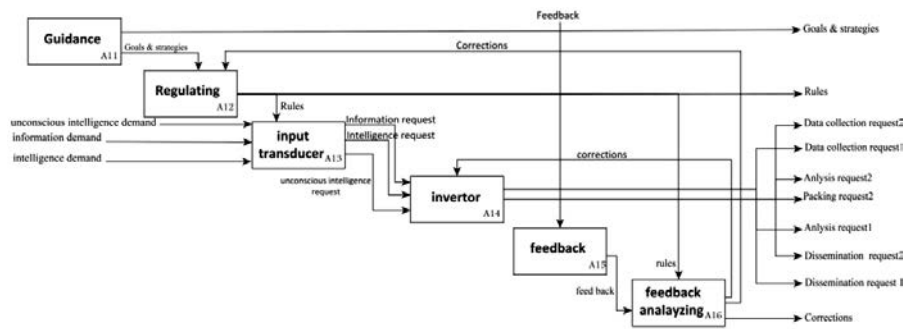 Feedback
Guidance
A11
Goals & strategies
Goals & strategies
Corrections
Regulating
A12
Rules
Rules
unconscious intelligence demand
information demand
intelligence demand
input
transducer
A13
Information request
Intelligence request
unconscious intelligence
request
corrections
invertor
A14
Data collection request2
Data collection request1
Anlysis request2
Packing request2
Anlysis request1
Dissemination request2
Dissemination request 1
Corrections
feedback
A15
feed back
rules
feedback
analayzing
A16